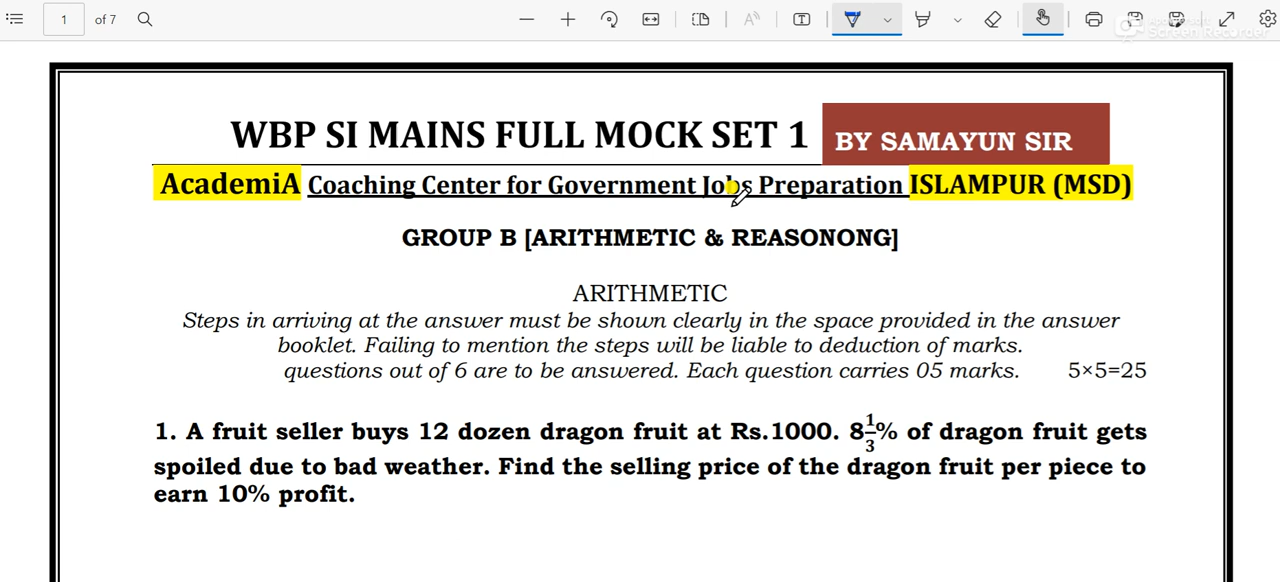 1 of 7
WBP SI MAINS FULL MOCK SET 1 BY SAMAYUN SIR
AcademiA Coaching Center for Government Jobs Preparation ISLAMPUR (MSD)
GROUP B [ARITHMETIC & REASONONG]
ARITHMETIC
Steps in arriving at the answer must be shown clearly in the space provided in the answer
booklet. Failing to mention the steps will be liable to deduction of marks.
questions out of 6 are to be answered. Each question carries 05 marks. 5×5=25
1. A fruit seller buys 12 dozen dragon fruit at Rs.1000. 8 1/3% of dragon fruit gets
spoiled due to bad weather. Find the selling price of the dragon fruit per piece to
earn 10% profit.
Screen Recorder